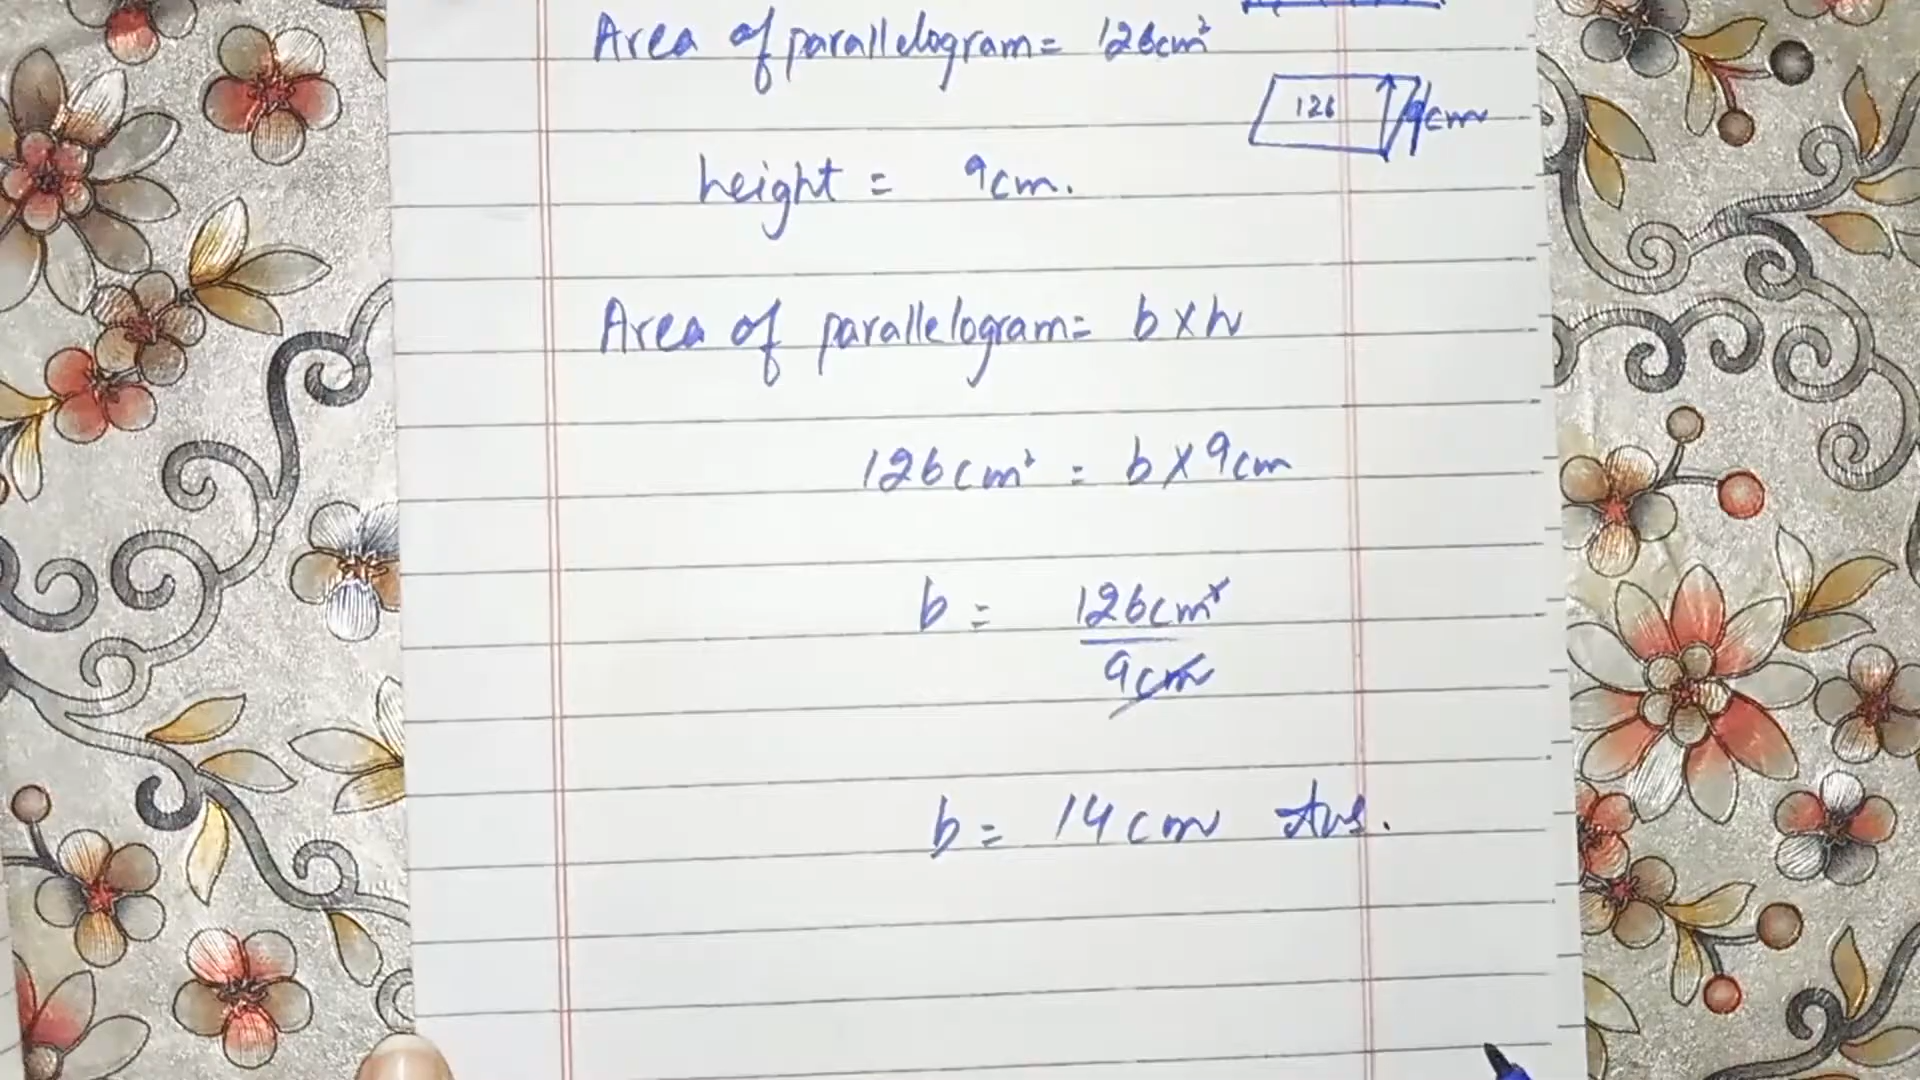 Area of parallelogram = 126cm²
126
9cm
height = 9cm.
Area of parallelogram = b x h
126cm² = b x 9cm
b = 126cm²
9cm
b = 14cm Ans.